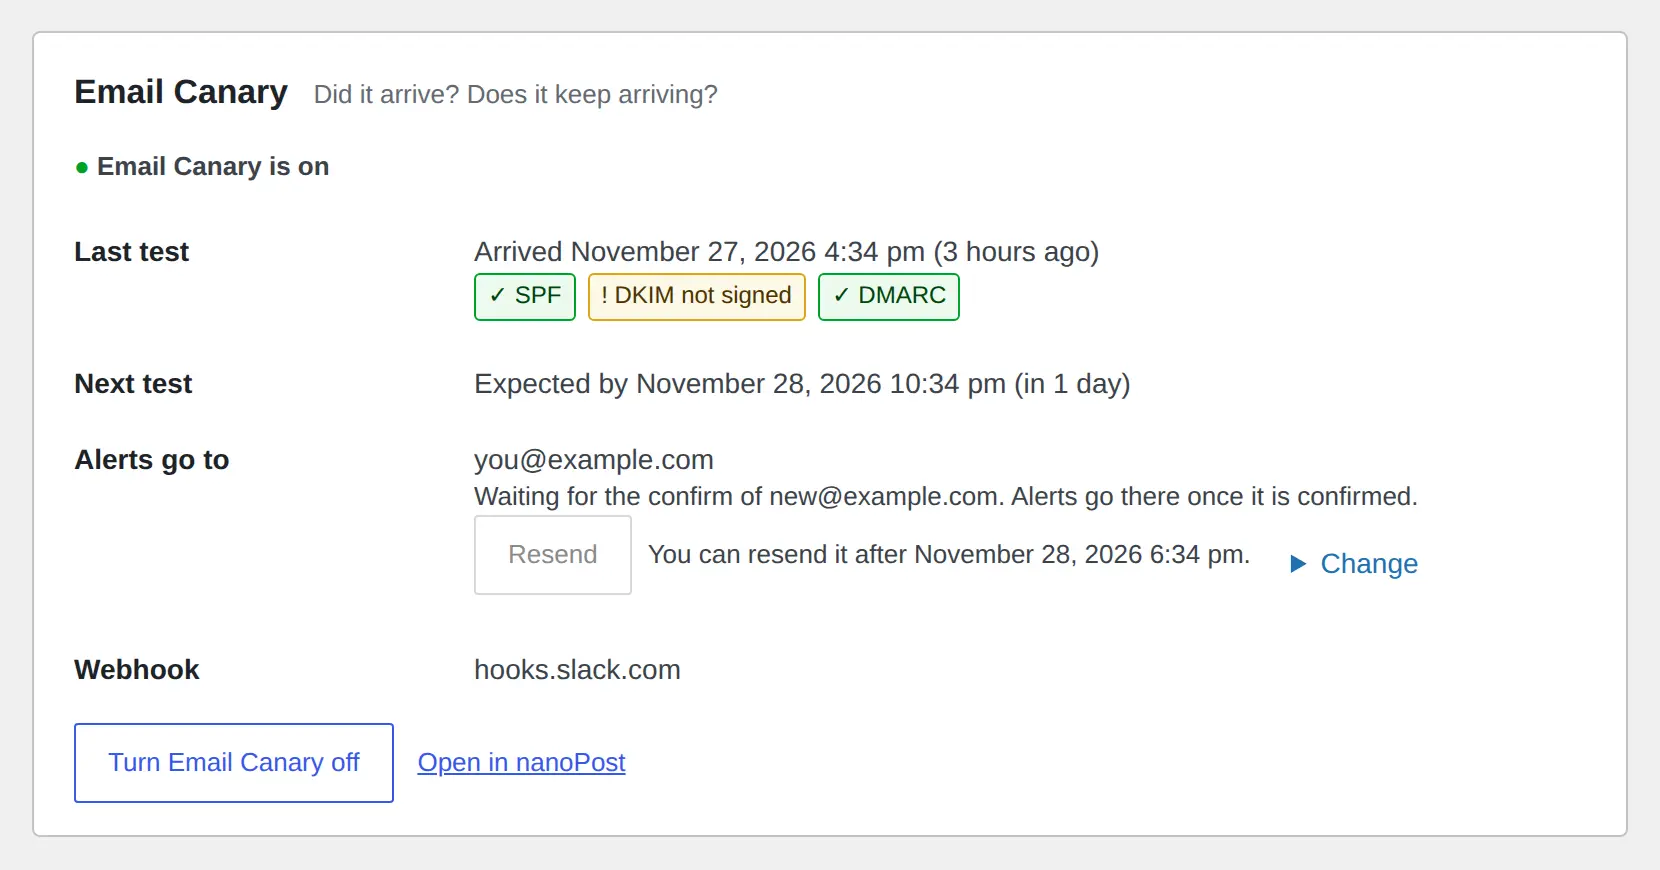 Email Canary Did it arrive? Does it keep arriving?
● Email Canary is on
Last test Arrived November 27, 2026 4:34 pm (3 hours ago)
✓ SPF ! DKIM not signed ✓ DMARC
Next test Expected by November 28, 2026 10:34 pm (in 1 day)
Alerts go to you@example.com
Waiting for the confirm of new@example.com. Alerts go there once it is confirmed.
Resend You can resend it after November 28, 2026 6:34 pm. ▶ Change
Webhook hooks.slack.com
Turn Email Canary off Open in nanoPost